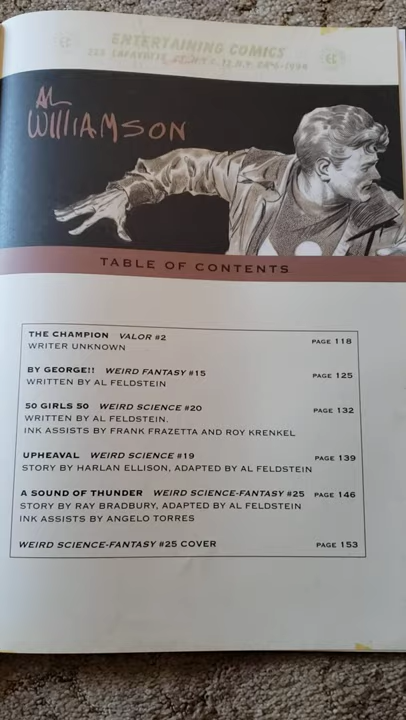 ENTERTAINING COMICS
225 LAFAYETTE ST. N.Y.C. 12 N.Y.
AL
WILLIAMSON
TABLE OF CONTENTS
THE CHAMPION VALOR #2 PAGE 118
WRITER UNKNOWN
BY GEORGE!! WEIRD FANTASY #15 PAGE 125
WRITTEN BY AL FELDSTEIN
50 GIRLS 50 WEIRD SCIENCE #20 PAGE 132
WRITTEN BY AL FELDSTEIN.
INK ASSISTS BY FRANK FRAZETTA AND ROY KRENKEL
UPHEAVAL WEIRD SCIENCE #19 PAGE 139
STORY BY HARLAN ELLISON, ADAPTED BY AL FELDSTEIN
A SOUND OF THUNDER WEIRD SCIENCE-FANTASY #25 PAGE 146
STORY BY RAY BRADBURY, ADAPTED BY AL FELDSTEIN
INK ASSISTS BY ANGELO TORRES
WEIRD SCIENCE-FANTASY #25 COVER PAGE 153